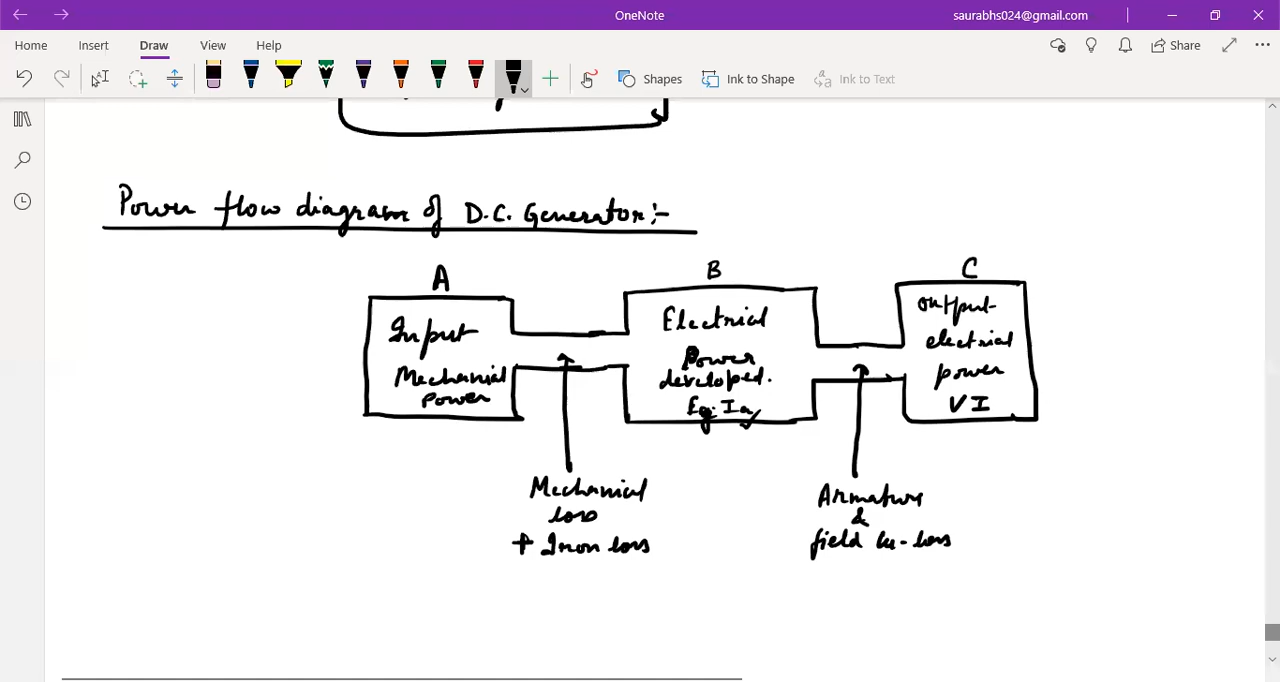 OneNote
saurabhs024@gmail.com
Home Insert Draw View Help
Share
Shapes Ink to Shape Ink to Text
Power flow diagram of D.C. Generator:-
A B C
Input
Mechanical
Power
Electrical
Power
developed.
Eg Ia
Output
electrical
power
VI
Mechanical
loss
+ Iron loss
Armature
&
field cu-loss